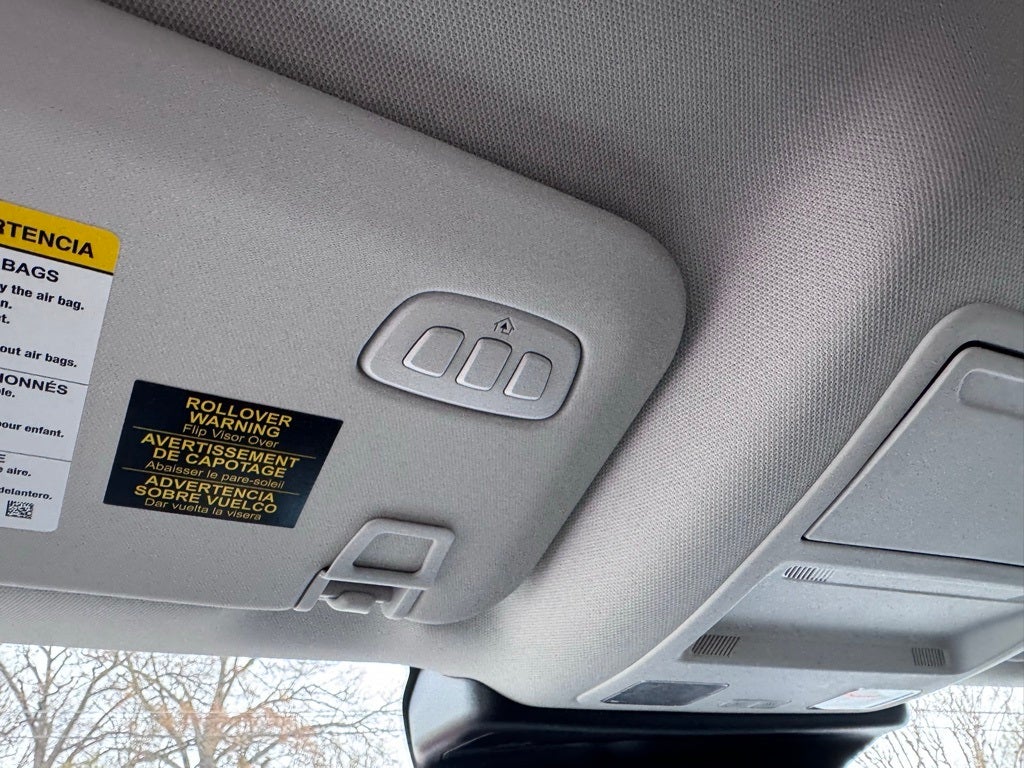 RTENCIA
BAGS
y the air bag.
n.
t.
out air bags.
IONNÉS
le.
pour enfant.
E
e aire.
delantero.
ROLLOVER
WARNING
Flip Visor Over
AVERTISSEMENT
DE CAPOTAGE
Abaisser le pare-soleil
ADVERTENCIA
SOBRE VUELCO
Dar vuelta la visera